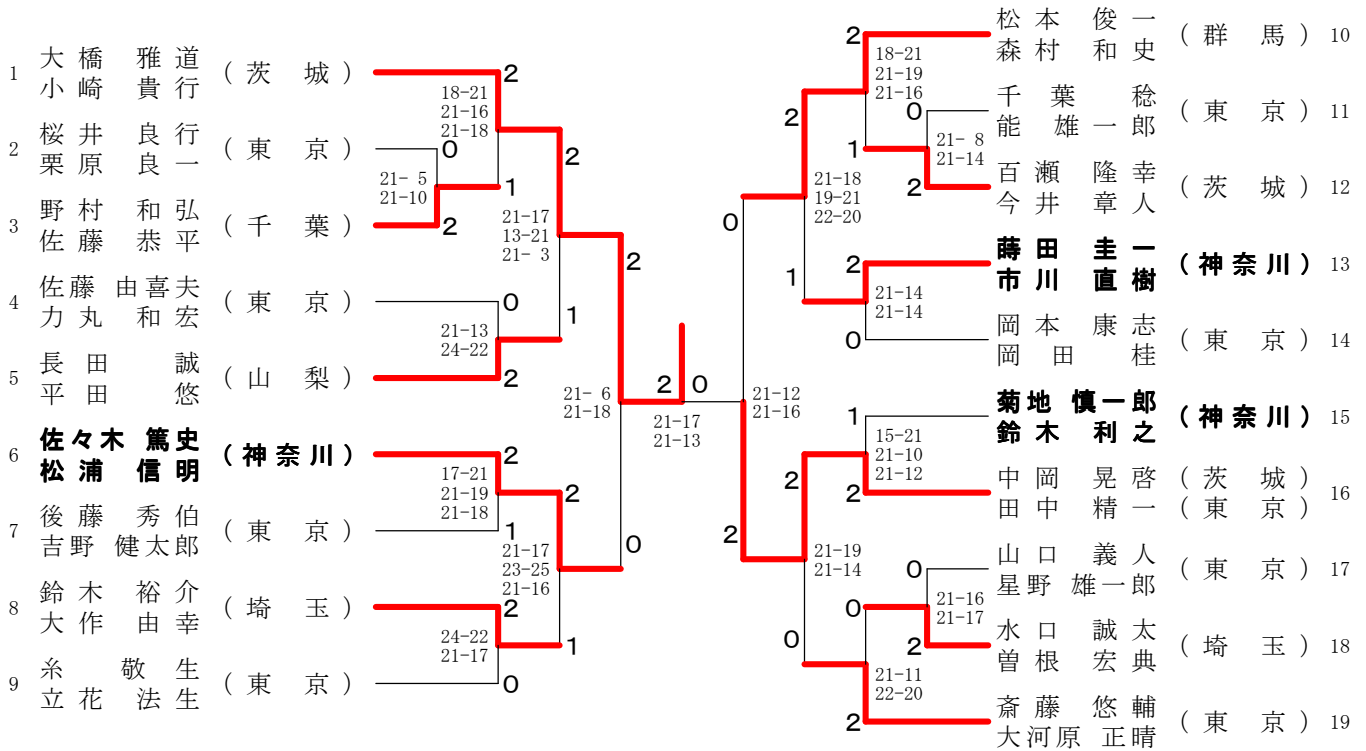 1 大橋 雅道 (茨城)
小崎 貴行
2 桜井 良行 (東京)
栗原 良一
3 野村 和弘 (千葉)
佐藤 恭平
4 佐藤 由喜夫 (東京)
力丸 和宏
5 長田 誠 (山梨)
平田 悠
6 佐々木 篤史 (神奈川)
松浦 信明
7 後藤 秀伯 (東京)
吉野 健太郎
8 鈴木 裕介 (埼玉)
大作 由幸
9 糸 敬生 (東京)
立花 法生
2
18-21
21-16
21-18
0
21- 5
21-10
1
2
2
21-17
13-21
21- 3
0
21-13
24-22
2
1
2
21- 6
21-18
2
17-21
21-19
21-18
1
2
21-17
23-25
21-16
0
2
24-22
21-17
0
1
2 0
21-17
21-13
松本 俊一 (群馬) 10
森村 和史
千葉 稔 (東京) 11
能 雄一郎
百瀬 隆幸 (茨城) 12
今井 章人
蒔田 圭一 (神奈川) 13
市川 直樹
岡本 康志 (東京) 14
岡田 桂
菊地 慎一郎 (神奈川) 15
鈴木 利之
中岡 晃啓 (茨城) 16
田中 精一 (東京)
山口 義人 (東京) 17
星野 雄一郎
水口 誠太 (埼玉) 18
曽根 宏典
斎藤 悠輔 (東京) 19
大河原 正晴
2
18-21
21-19
21-16
0
21- 8
21-14
1
2
2
21-18
19-21
22-20
0
2
21-14
21-14
1
0
21-12
21-16
1
15-21
21-10
21-12
2
2
2
21-19
21-14
0
21-16
21-17
0
2
0
21-11
22-20
2